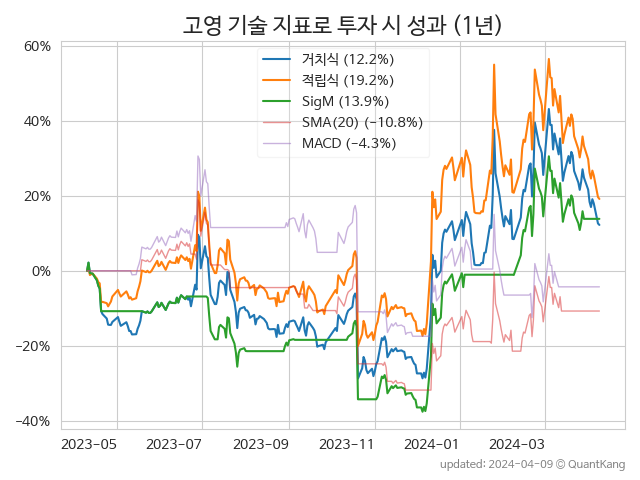 고영 기술 지표로 투자 시 성과 (1년)
60%
40%
20%
0%
−20%
−40%
거치식 (12.2%)
적립식 (19.2%)
SigM (13.9%)
SMA(20) (−10.8%)
MACD (−4.3%)
2023-05
2023-07
2023-09
2023-11
2024-01
2024-03
updated: 2024-04-09 © QuantKang